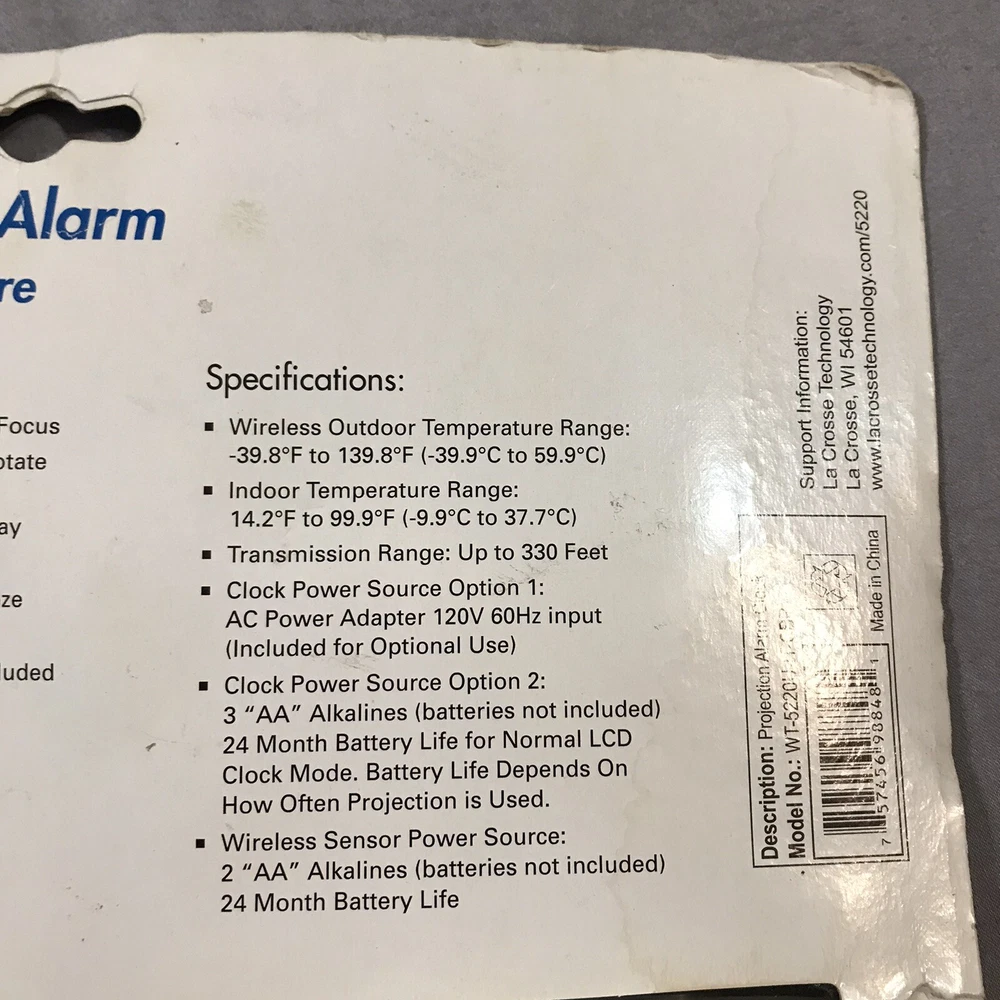 Alarm
re
Focus
otate
ay
ze
luded
Specifications:
▪ Wireless Outdoor Temperature Range:
-39.8°F to 139.8°F (-39.9°C to 59.9°C)
▪ Indoor Temperature Range:
14.2°F to 99.9°F (-9.9°C to 37.7°C)
▪ Transmission Range: Up to 330 Feet
▪ Clock Power Source Option 1:
AC Power Adapter 120V 60Hz input
(Included for Optional Use)
▪ Clock Power Source Option 2:
3 “AA” Alkalines (batteries not included)
24 Month Battery Life for Normal LCD
Clock Mode. Battery Life Depends On
How Often Projection is Used.
▪ Wireless Sensor Power Source:
2 “AA” Alkalines (batteries not included)
24 Month Battery Life
Support Information:
La Crosse Technology
La Crosse, WI 54601
www.lacrossetechnology.com/5220
Description: Projection Alarm
Model No.:
Made in China
7 57456 98848 1